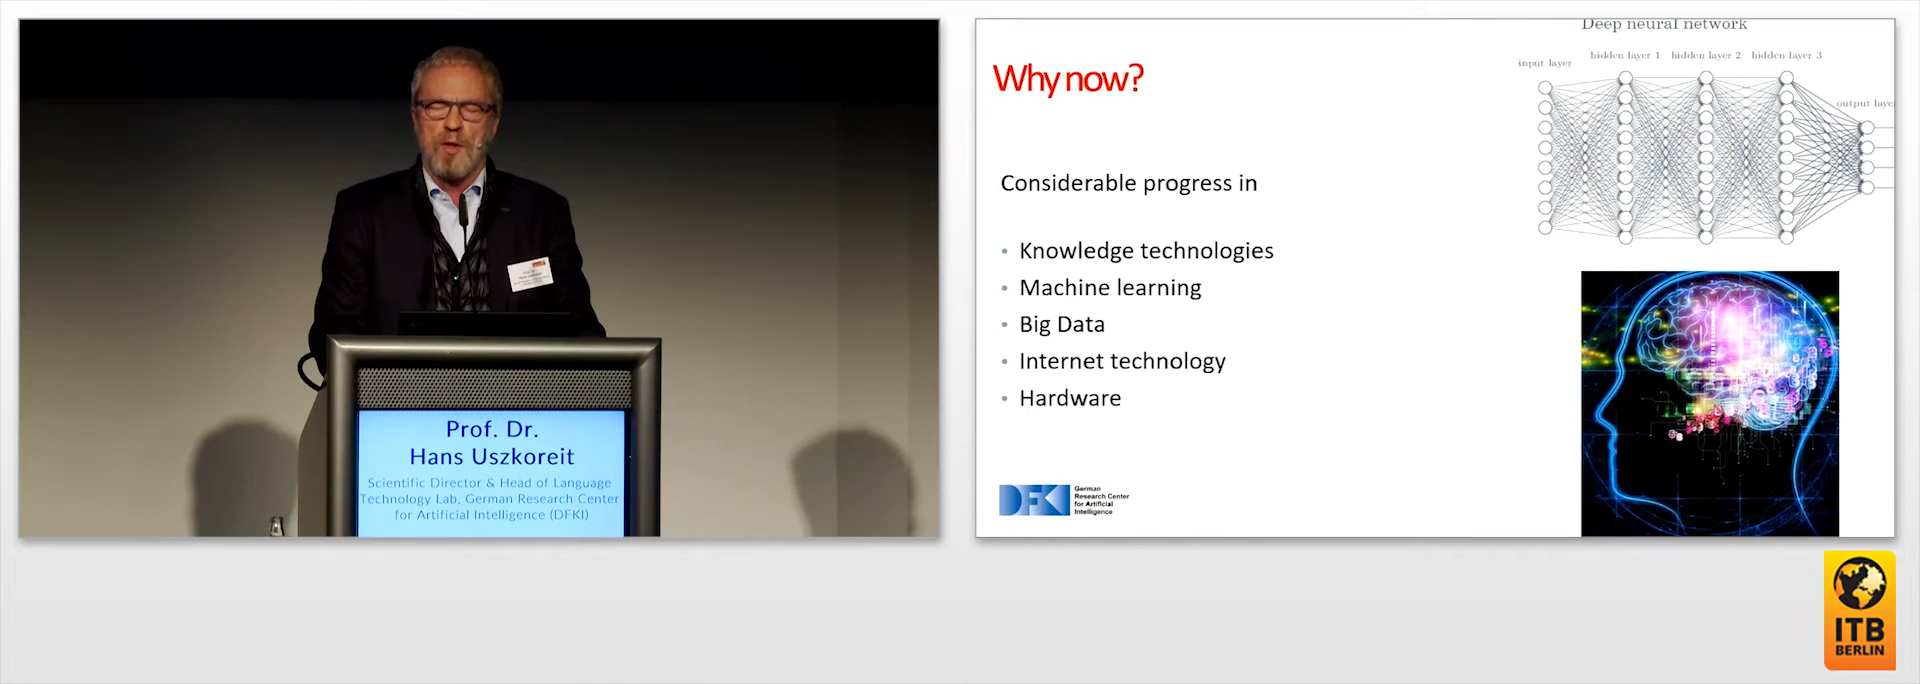 Prof. Dr.
Hans Uszkoreit
Scientific Director & Head of Language
Technology Lab, German Research Center
for Artificial Intelligence (DFKI)
Deep neural network
input layer
hidden layer 1
hidden layer 2
hidden layer 3
output laye
Why now?
Considerable progress in
• Knowledge technologies
• Machine learning
• Big Data
• Internet technology
• Hardware
DFKI
German
Research Center
for Artificial
Intelligence
ITB
BERLIN